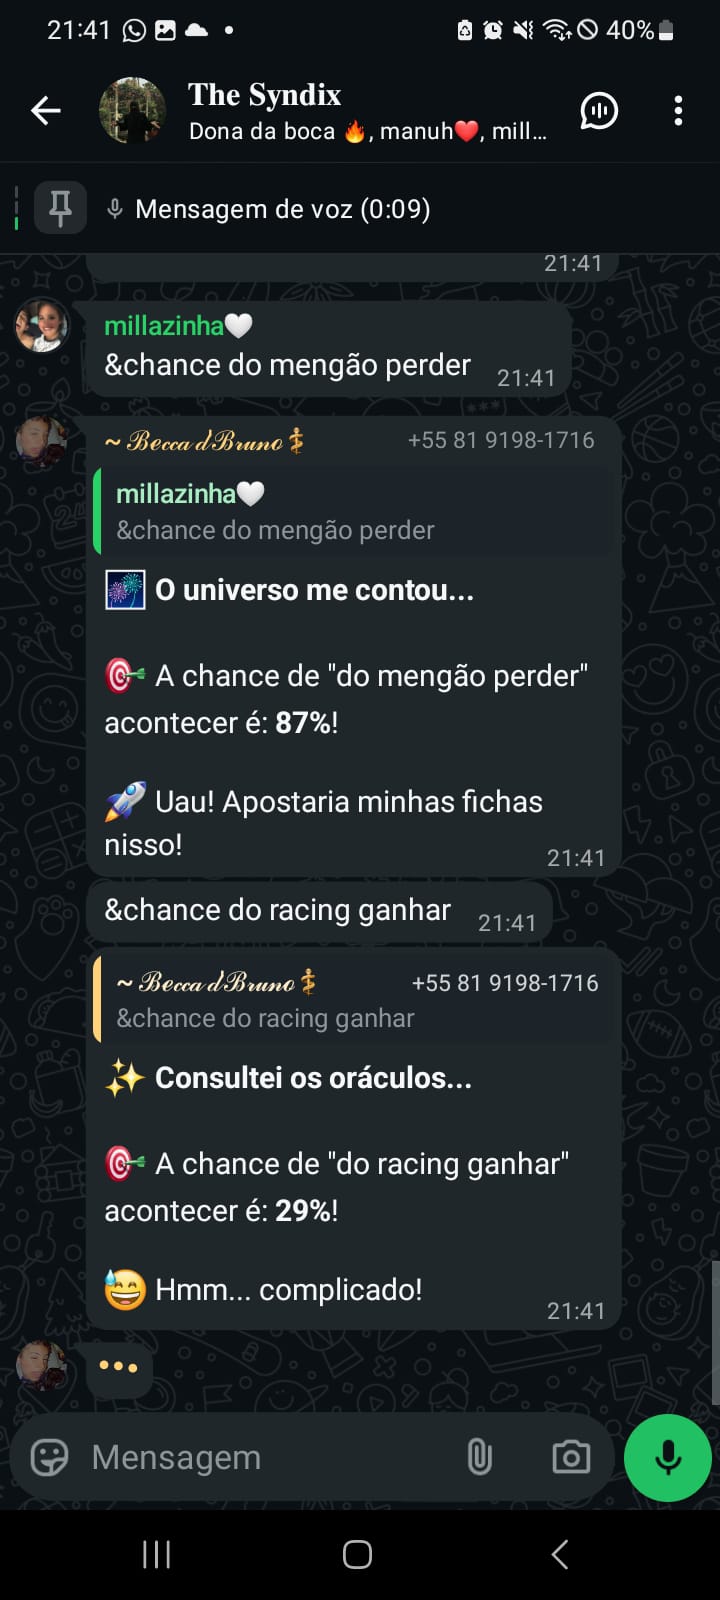 21:41
40%
The Syndix
Dona da boca 🔥, manuh❤️, mill...
Mensagem de voz (0:09)
21:41
millazinha🤍
&chance do mengão perder 21:41
~ 𝓑𝓮𝓬𝓬𝓪 𝓭 𝓑𝓻𝓾𝓷𝓸⚕ +55 81 9198-1716
millazinha🤍
&chance do mengão perder
🎆 O universo me contou...
🎯 A chance de "do mengão perder"
acontecer é: 87%!
🚀 Uau! Apostaria minhas fichas
nisso!
21:41
&chance do racing ganhar 21:41
~ 𝓑𝓮𝓬𝓬𝓪 𝓭 𝓑𝓻𝓾𝓷𝓸⚕ +55 81 9198-1716
&chance do racing ganhar
✨ Consultei os oráculos...
🎯 A chance de "do racing ganhar"
acontecer é: 29%!
😅 Hmm... complicado!
21:41
Mensagem